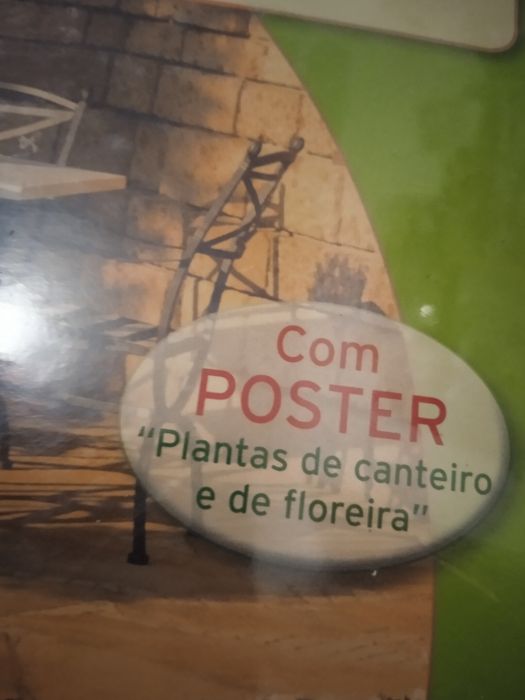 Com
POSTER
“Plantas de canteiro
e de floreira”